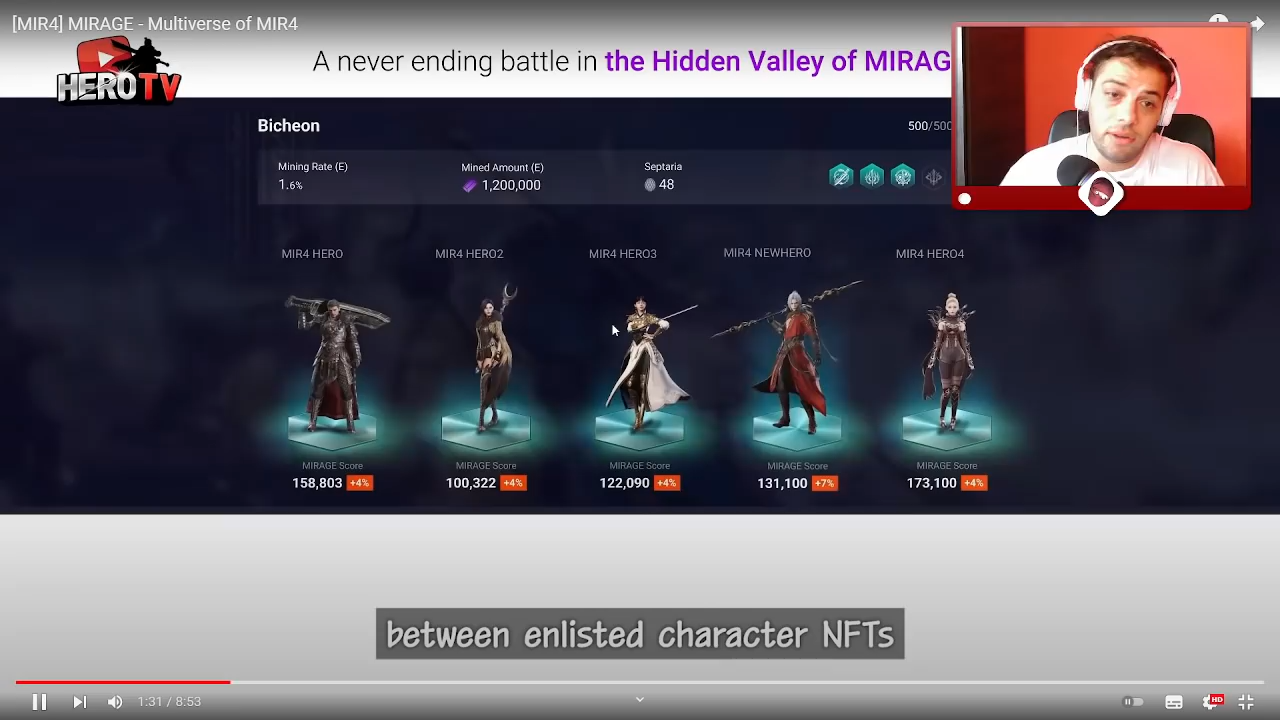 [MIR4] MIRAGE - Multiverse of MIR4
HERO TV
A never ending battle in the Hidden Valley of MIRAG
Bicheon
500/500
Mining Rate (E)
1.6%
Mined Amount (E)
1,200,000
Septaria
48
MIR4 HERO
MIR4 HERO2
MIR4 HERO3
MIR4 NEWHERO
MIR4 HERO4
MIRAGE Score
158,803 +4%
MIRAGE Score
100,322 +4%
MIRAGE Score
122,090 +4%
MIRAGE Score
131,100 +7%
MIRAGE Score
173,100 +4%
between enlisted character NFTs
1:31 / 8:53
HD